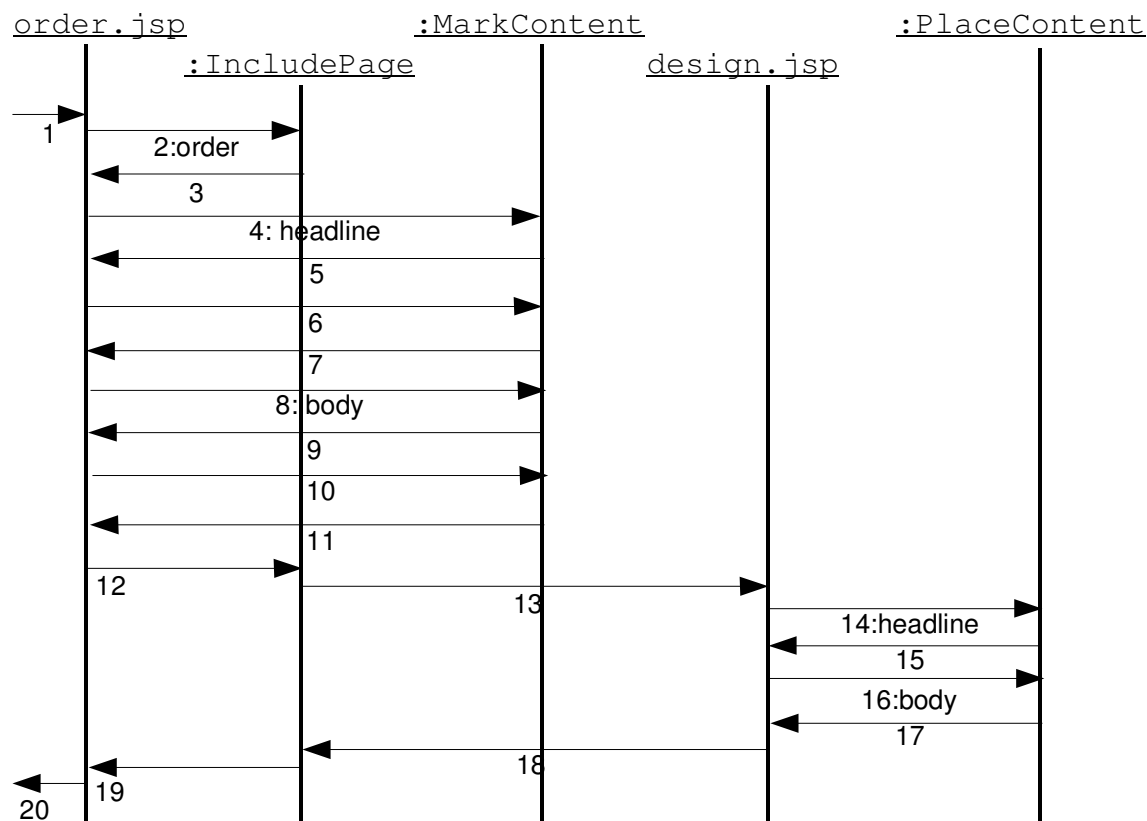 order.jsp
:MarkContent
:PlaceContent
:IncludePage
design.jsp
1
2:order
3
4: headline
5
6
7
8: body
9
10
11
12
13
14:headline
15
16:body
17
18
19
20